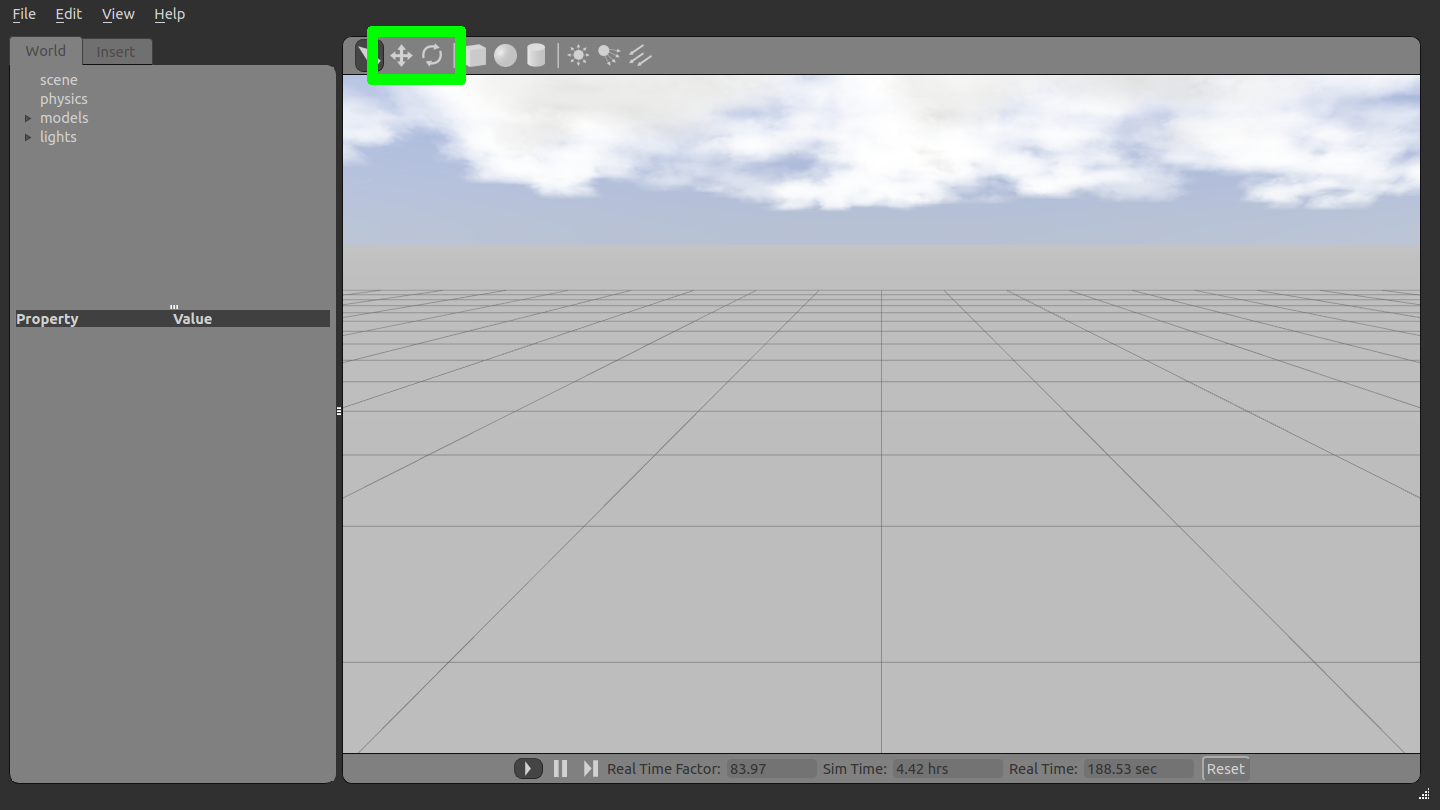 File Edit View Help
World Insert
scene
physics
models
lights
Property Value
Real Time Factor: 83.97 Sim Time: 4.42 hrs Real Time: 188.53 sec Reset